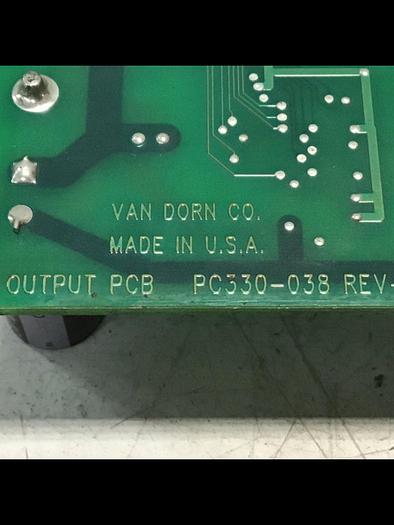 VAN DORN CO.
MADE IN U.S.A.
OUTPUT PCB PC330-038 REV-